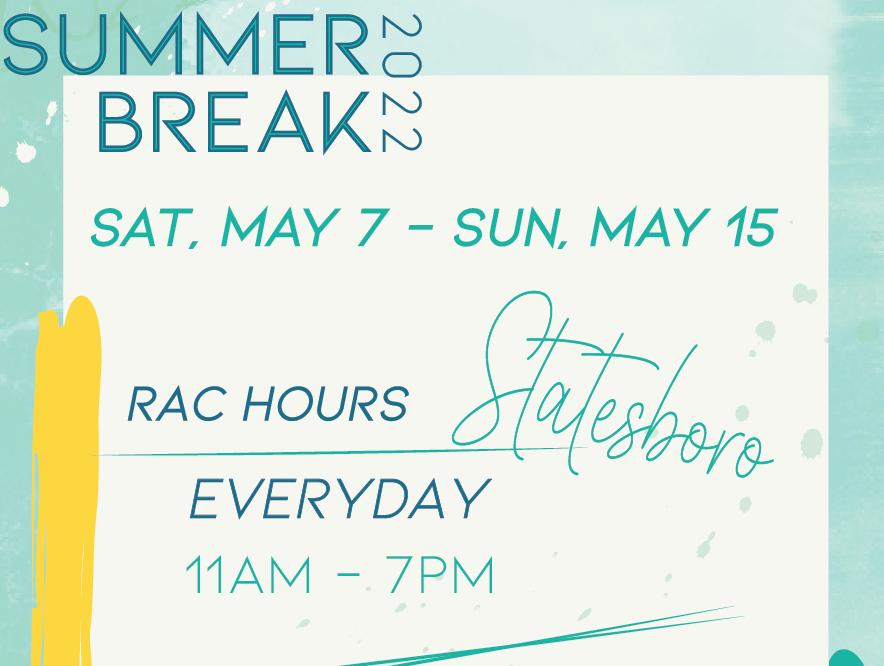 SUMMER
BREAK
2022
SAT, MAY 7 - SUN, MAY 15
RAC HOURS
Statesboro
EVERYDAY
11AM - 7PM